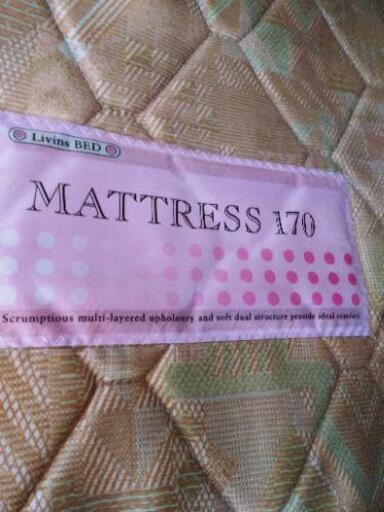 Livins BED
MATTRESS 170
Scrumptious multi-layered upholstery and soft dual structure provide ideal comfort